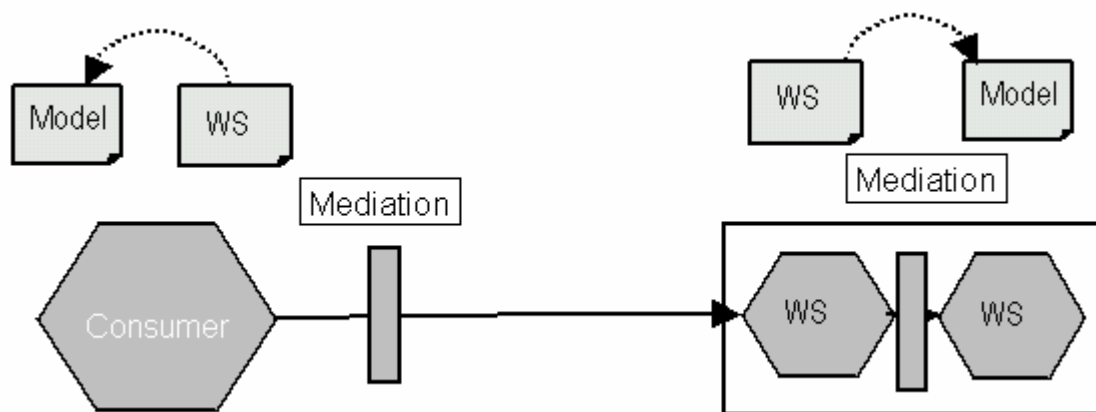 Model
WS
WS
Model
Mediation
Mediation
Consumer
WS
WS